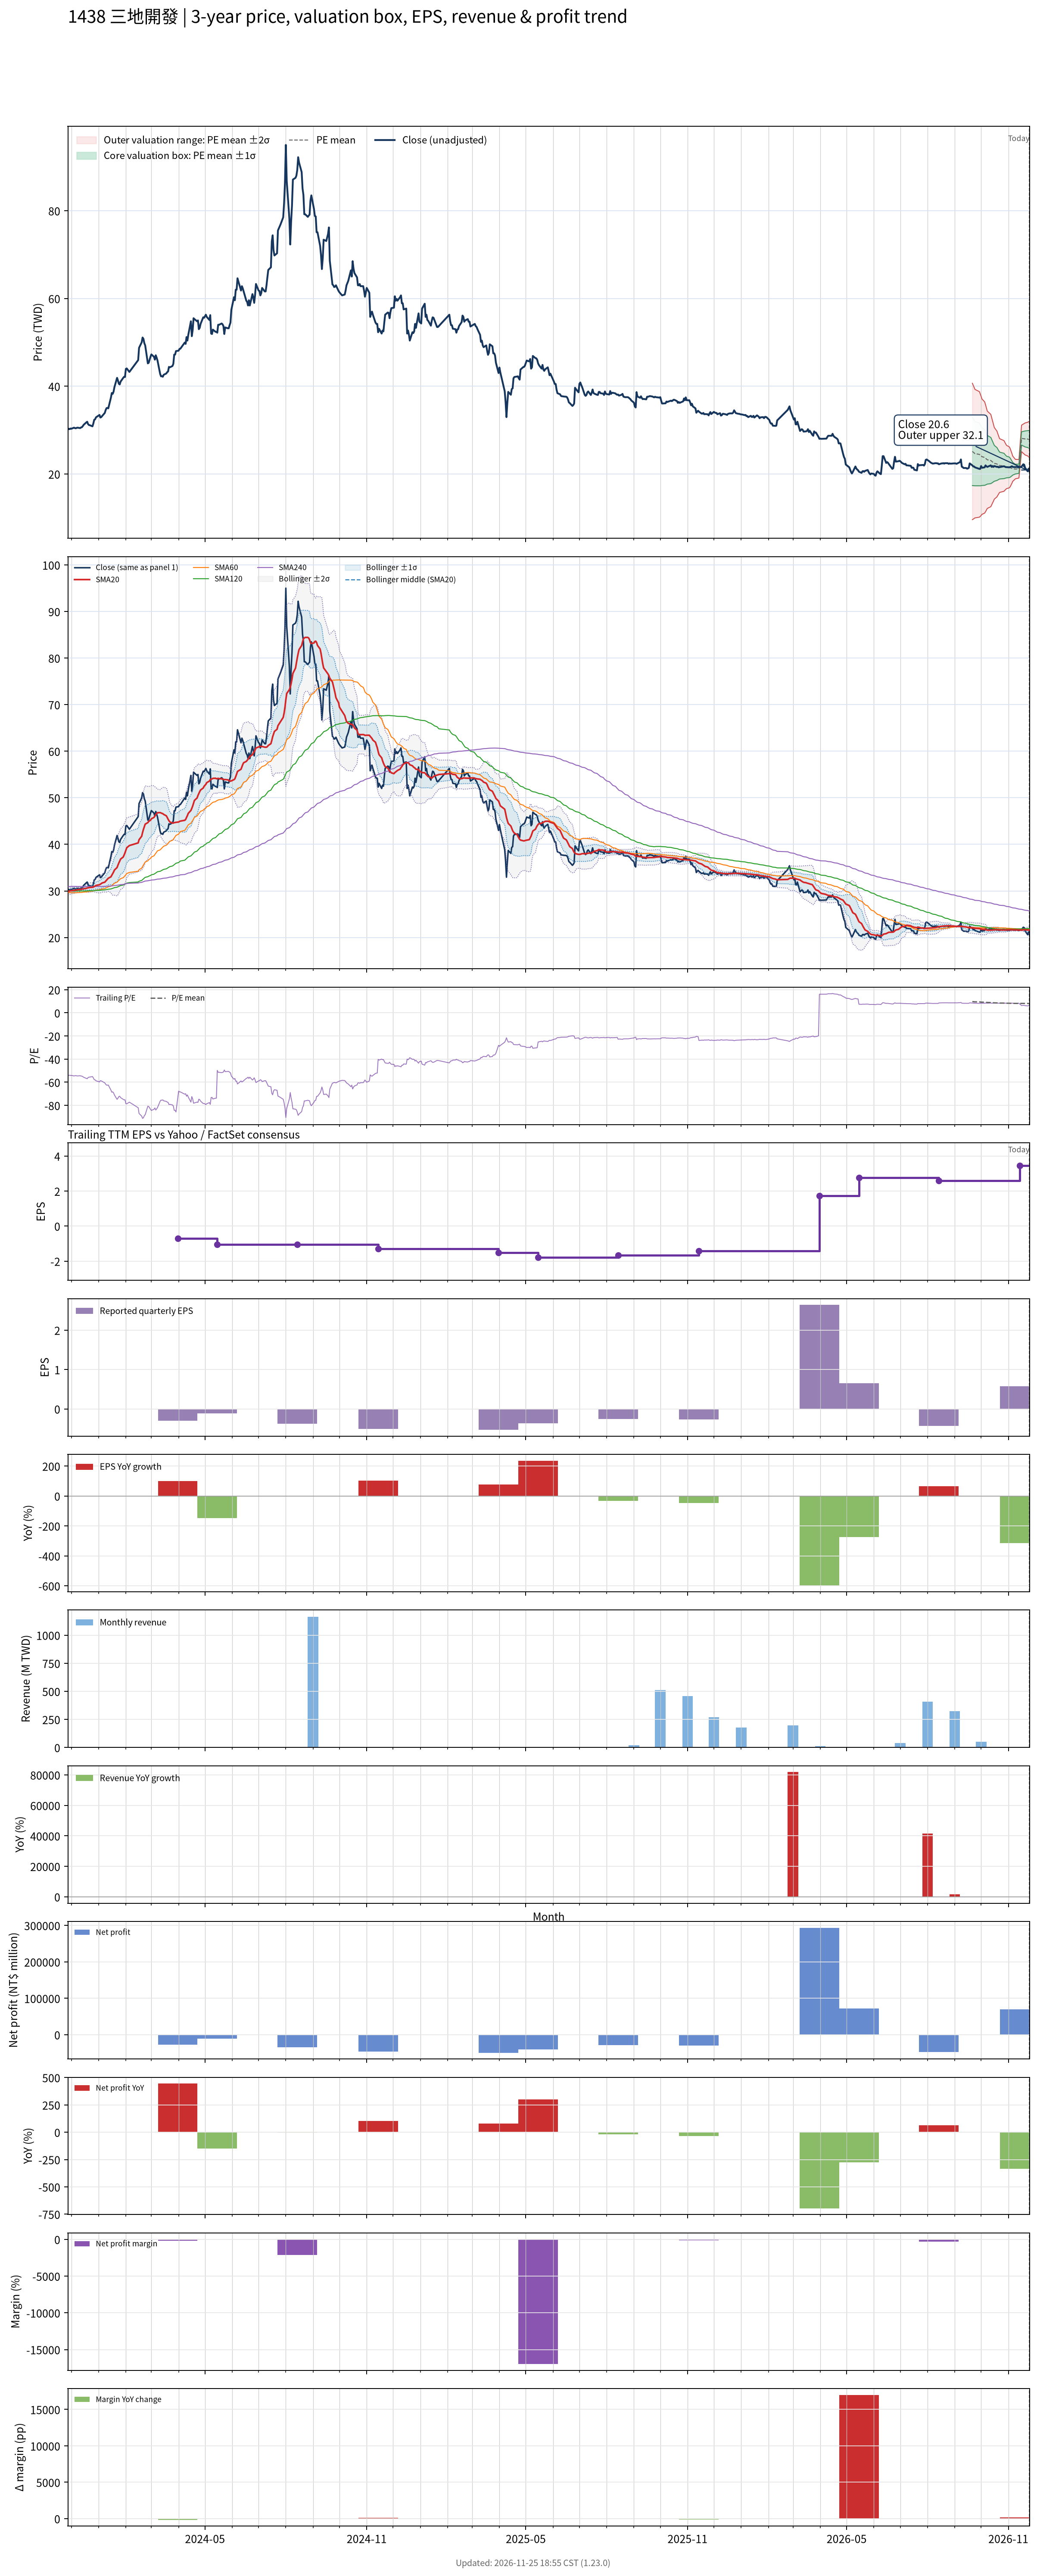 1438 三地開發 | 3-year price, valuation box, EPS, revenue & profit trend
Outer valuation range: PE mean ±2σ
PE mean
Close (unadjusted)
Core valuation box: PE mean ±1σ
Today
80
60
40
20
Price (TWD)
Close 20.6
Outer upper 32.1
Close (same as panel 1)
SMA60
SMA240
Bollinger ±1σ
SMA20
SMA120
Bollinger ±2σ
Bollinger middle (SMA20)
100
90
80
70
60
50
40
30
20
Price
Trailing P/E
P/E mean
20
0
-20
-40
-60
-80
P/E
Trailing TTM EPS vs Yahoo / FactSet consensus
Today
4
2
0
-2
EPS
Reported quarterly EPS
2
1
0
EPS
EPS YoY growth
200
0
-200
-400
-600
YoY (%)
Monthly revenue
1000
750
500
250
0
Revenue (M TWD)
Revenue YoY growth
80000
60000
40000
20000
0
YoY (%)
Month
Net profit
300000
200000
100000
0
Net profit (NT$ million)
Net profit YoY
500
250
0
-250
-500
-750
YoY (%)
Net profit margin
0
-5000
-10000
-15000
Margin (%)
Margin YoY change
15000
10000
5000
0
Δ margin (pp)
2024-05
2024-11
2025-05
2025-11
2026-05
2026-11
Updated: 2026-11-25 18:55 CST (1.23.0)